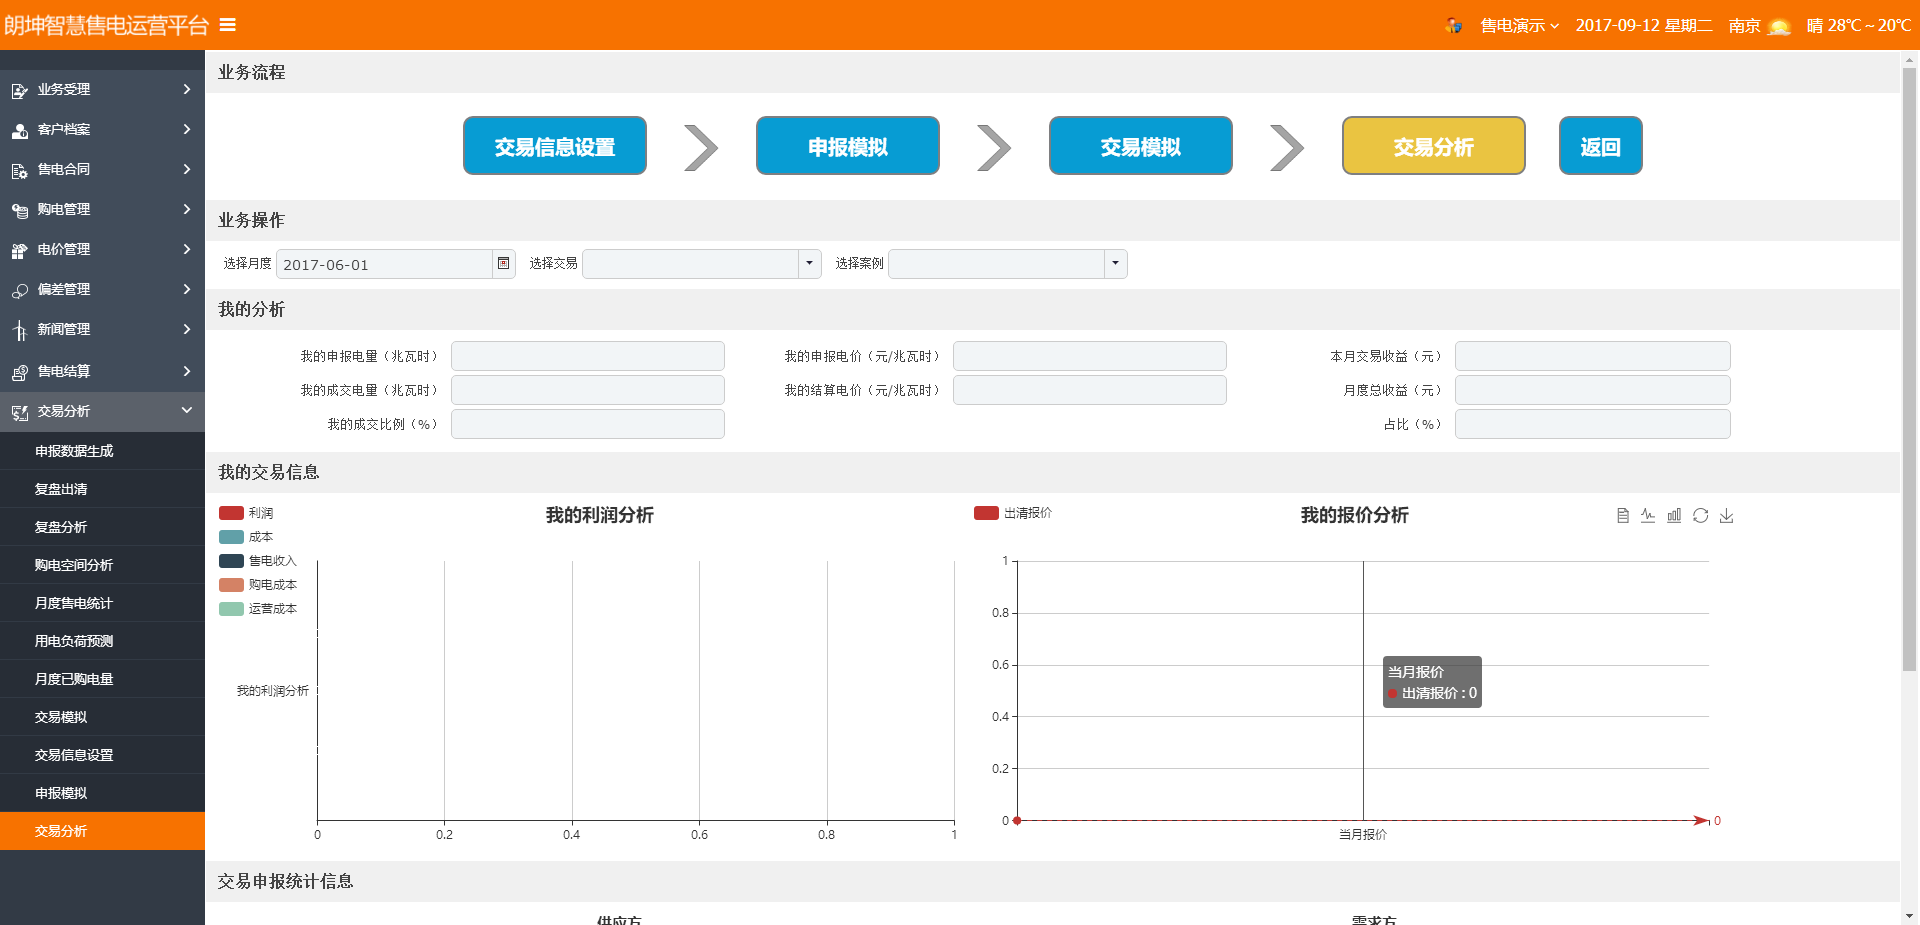 朗坤智慧售电运营平台
售电演示 2017-09-12 星期二 南京 晴 28℃～20℃
业务受理
客户档案
售电合同
购电管理
电价管理
偏差管理
新闻管理
售电结算
交易分析
申报数据生成
复盘出清
复盘分析
购电空间分析
月度售电统计
用电负荷预测
月度已购电量
交易模拟
交易信息设置
申报模拟
交易分析
业务流程
交易信息设置 申报模拟 交易模拟 交易分析 返回
业务操作
选择月度 2017-06-01 选择交易 选择案例
我的分析
我的申报电量（兆瓦时） 我的申报电价（元/兆瓦时） 本月交易收益（元）
我的成交电量（兆瓦时） 我的结算电价（元/兆瓦时） 月度总收益（元）
我的成交比例（%） 占比（%）
我的交易信息
我的利润分析
利润
成本
售电收入
购电成本
运营成本
我的利润分析
0 0.2 0.4 0.6 0.8 1
出清报价 我的报价分析
1
0.8
0.6
0.4
0.2
0
当月报价
出清报价 : 0
0
当月报价
交易申报统计信息
供应方 需求方